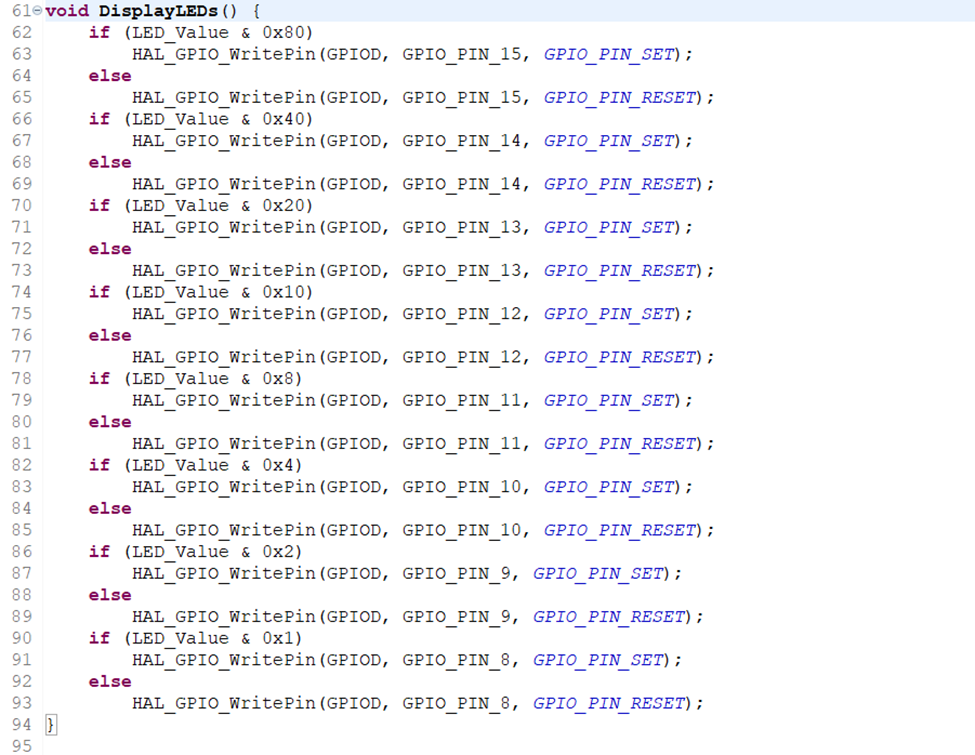 61 void DisplayLEDs() {
62     if (LED_Value & 0x80)
63         HAL_GPIO_WritePin(GPIOD, GPIO_PIN_15, GPIO_PIN_SET);
64     else
65         HAL_GPIO_WritePin(GPIOD, GPIO_PIN_15, GPIO_PIN_RESET);
66     if (LED_Value & 0x40)
67         HAL_GPIO_WritePin(GPIOD, GPIO_PIN_14, GPIO_PIN_SET);
68     else
69         HAL_GPIO_WritePin(GPIOD, GPIO_PIN_14, GPIO_PIN_RESET);
70     if (LED_Value & 0x20)
71         HAL_GPIO_WritePin(GPIOD, GPIO_PIN_13, GPIO_PIN_SET);
72     else
73         HAL_GPIO_WritePin(GPIOD, GPIO_PIN_13, GPIO_PIN_RESET);
74     if (LED_Value & 0x10)
75         HAL_GPIO_WritePin(GPIOD, GPIO_PIN_12, GPIO_PIN_SET);
76     else
77         HAL_GPIO_WritePin(GPIOD, GPIO_PIN_12, GPIO_PIN_RESET);
78     if (LED_Value & 0x8)
79         HAL_GPIO_WritePin(GPIOD, GPIO_PIN_11, GPIO_PIN_SET);
80     else
81         HAL_GPIO_WritePin(GPIOD, GPIO_PIN_11, GPIO_PIN_RESET);
82     if (LED_Value & 0x4)
83         HAL_GPIO_WritePin(GPIOD, GPIO_PIN_10, GPIO_PIN_SET);
84     else
85         HAL_GPIO_WritePin(GPIOD, GPIO_PIN_10, GPIO_PIN_RESET);
86     if (LED_Value & 0x2)
87         HAL_GPIO_WritePin(GPIOD, GPIO_PIN_9, GPIO_PIN_SET);
88     else
89         HAL_GPIO_WritePin(GPIOD, GPIO_PIN_9, GPIO_PIN_RESET);
90     if (LED_Value & 0x1)
91         HAL_GPIO_WritePin(GPIOD, GPIO_PIN_8, GPIO_PIN_SET);
92     else
93         HAL_GPIO_WritePin(GPIOD, GPIO_PIN_8, GPIO_PIN_RESET);
94 }
95